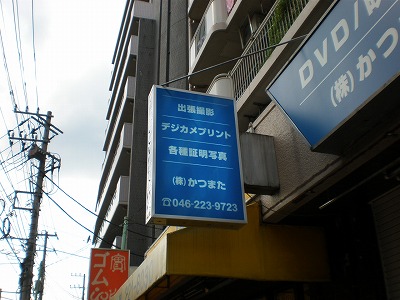 出張撮影
デジカメプリント
各種証明写真
(株)かつまた
☎046-223-9723
DVD/
(株)かつ
ゴム